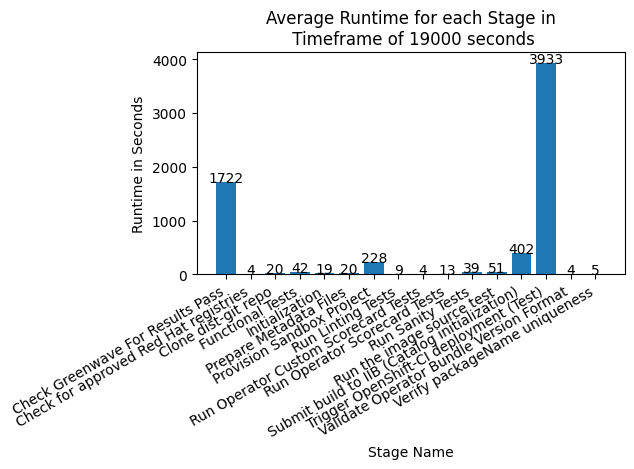 Average Runtime for each Stage in
Timeframe of 19000 seconds
Runtime in Seconds
4000
3000
2000
1000
0
1722
4
20
42
19
20
228
9
4
13
39
51
402
3933
4
5
Check Greenwave For Results Pass
Check for approved Red Hat registries
Clone dist-git repo
Functional Tests
Initialization
Prepare Metadata Files
Provision Sandbox Project
Run Linting Tests
Run Operator Custom Scorecard Tests
Run Operator Scorecard Tests
Run Sanity Tests
Run the image source test
Submit build to IIB (Catalog Initialization)
Trigger OpenShift-CI deployment (Test)
Validate Operator Bundle Version Format
Verify packageName uniqueness
Stage Name